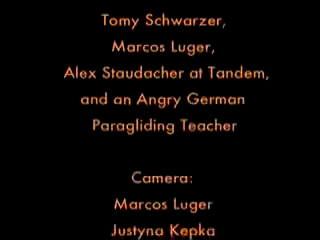 Tomy Schwarzer,
Marcos Luger,
Alex Staudacher at Tandem,
and an Angry German
Paragliding Teacher
Camera:
Marcos Luger
Justyna Kepka